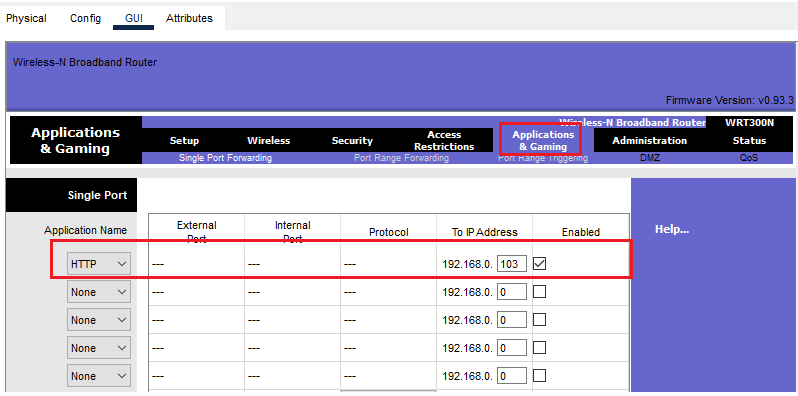 Physical Config GUI Attributes
Wireless-N Broadband Router
Firmware Version: v0.93.3
Wireless-N Broadband Router WRT300N
Applications & Gaming
Setup Wireless Security Access Restrictions Applications & Gaming Administration Status
Single Port Forwarding Port Range Forwarding Port Range Triggering DMZ QoS
Single Port
Application Name External Port Internal Port Protocol To IP Address Enabled
Help...
HTTP --- --- --- 192.168.0. 103
None --- --- --- 192.168.0. 0
None --- --- --- 192.168.0. 0
None --- --- --- 192.168.0. 0
None --- --- --- 192.168.0. 0